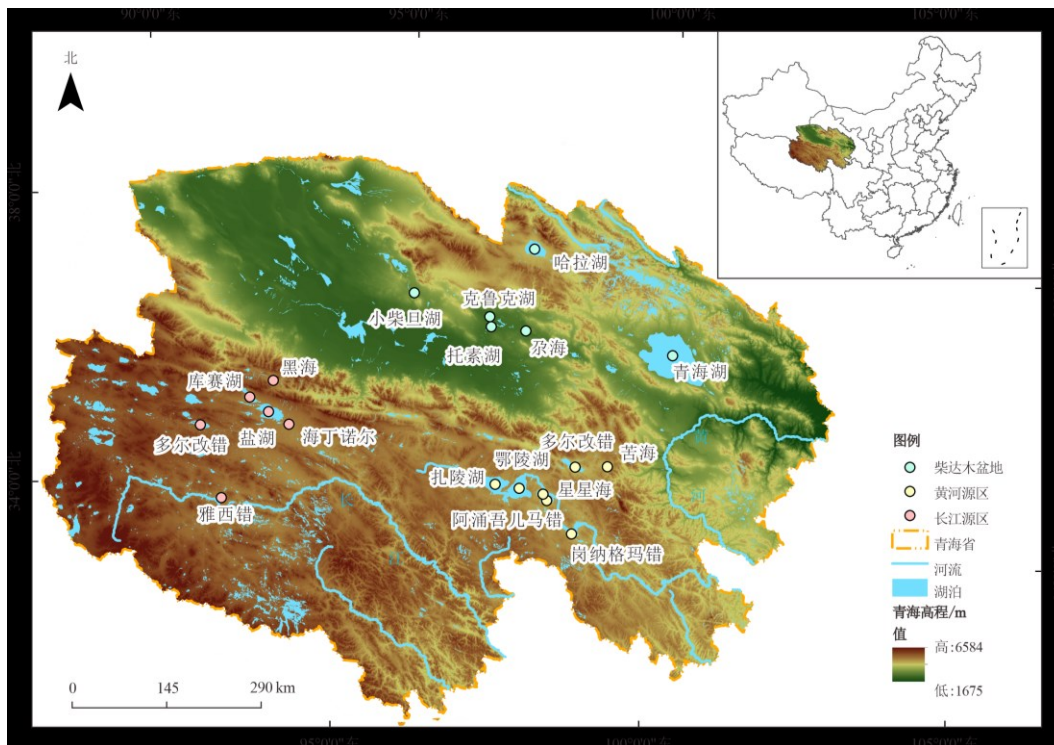 90°0′0″东
95°0′0″东
100°0′0″东
105°0′0″东
北
38°0′0″北
34°0′0″北
哈拉湖
克鲁克湖
小柴旦湖
托素湖
尕海
青海湖
黑海
库赛湖
多尔改错
盐湖
海丁诺尔
雅西错
多尔改错
苦海
鄂陵湖
扎陵湖
星星海
阿涌吾儿马错
岗纳格玛错
黄
河
长
江
图例
柴达木盆地
黄河源区
长江源区
青海省
河流
湖泊
青海高程/m
值
高:6584
低:1675
0
145
290 km
95°0′0″东
100°0′0″东
105°0′0″东